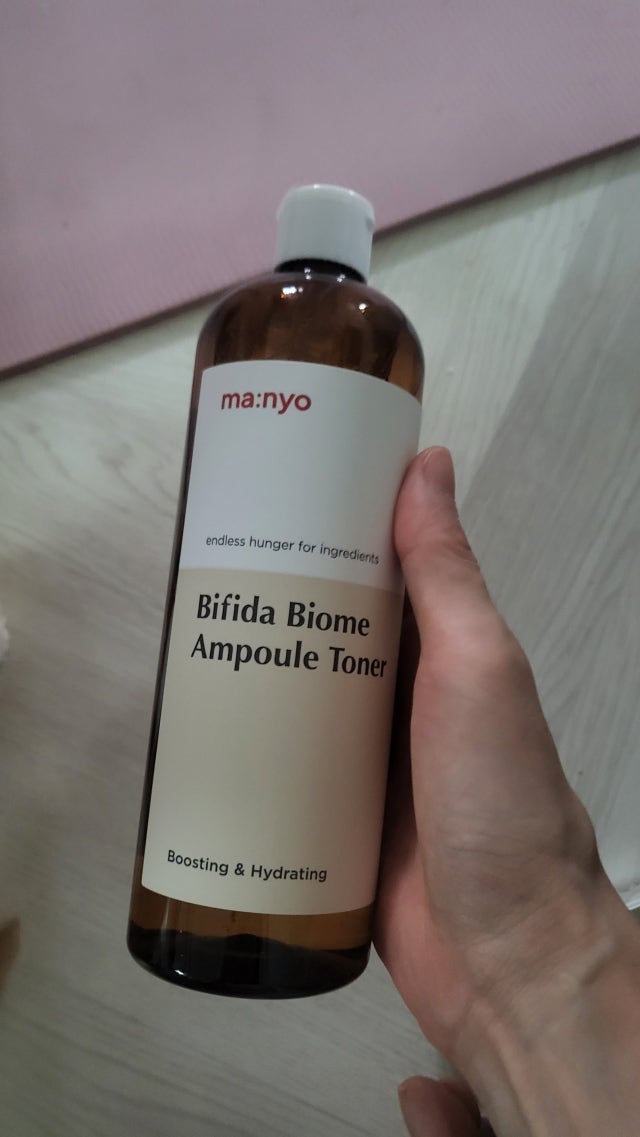 ma:nyo
endless hunger for ingredients
Bifida Biome
Ampoule Toner
Boosting & Hydrating